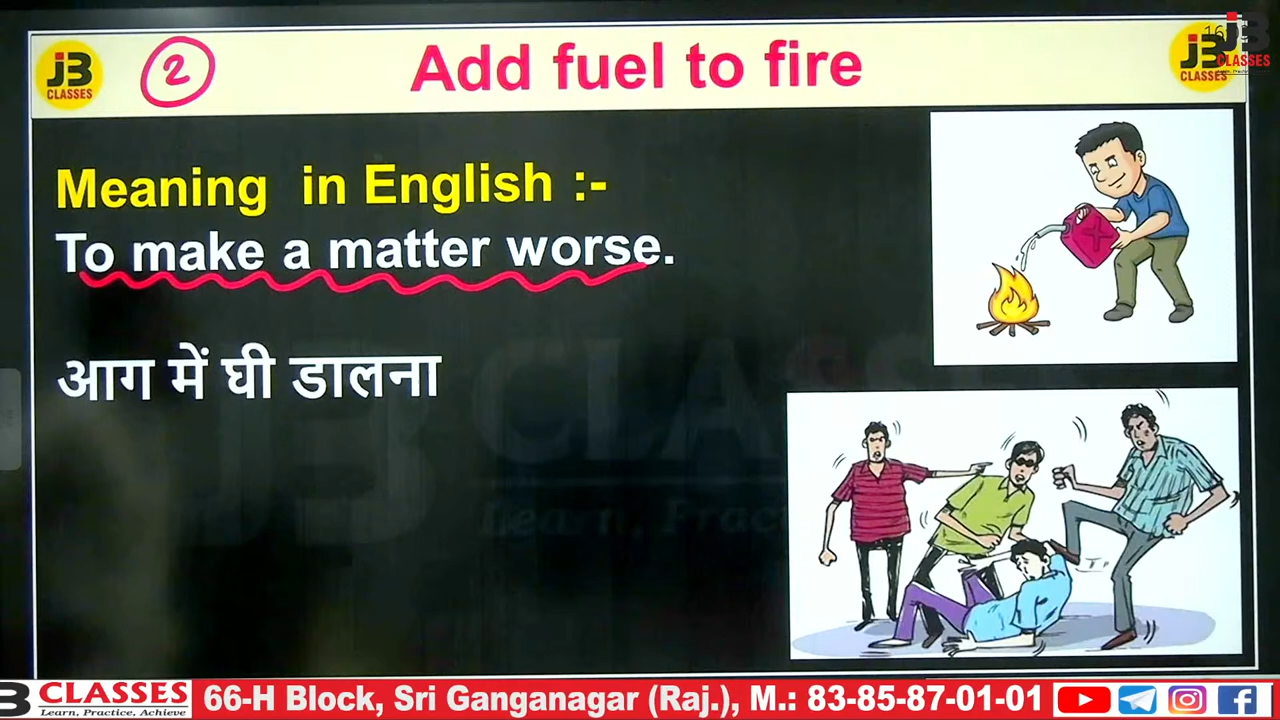 JB
CLASSES
2
Add fuel to fire
JB
CLASSES
JB
CLASSES
Meaning in English :-
To make a matter worse.
आग में घी डालना
CLASSES
Learn, Practice, Achieve
66-H Block, Sri Ganganagar (Raj.), M.: 83-85-87-01-01